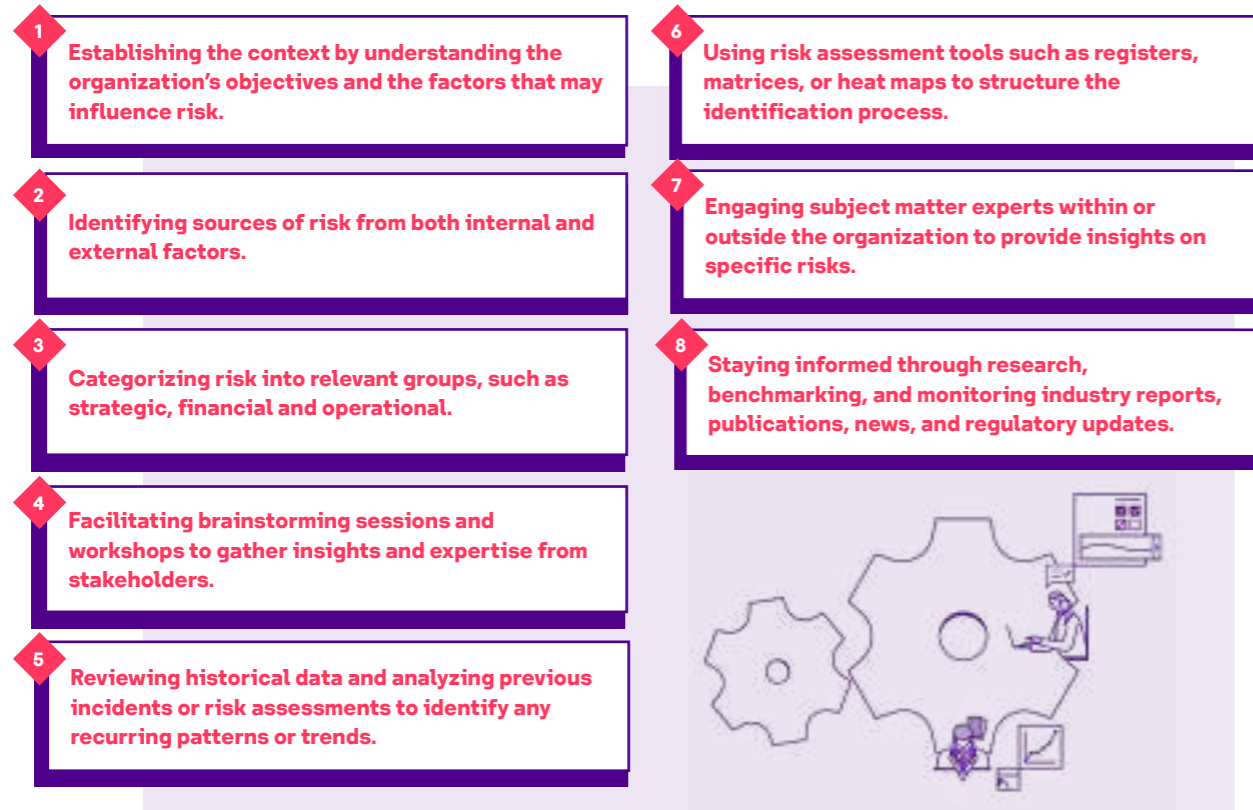 1
Establishing the context by understanding the
organization's objectives and the factors that may
influence risk.
2
Identifying sources of risk from both internal and
external factors.
3
Categorizing risk into relevant groups, such as
strategic, financial and operational.
4
Facilitating brainstorming sessions and
workshops to gather insights and expertise from
stakeholders.
5
Reviewing historical data and analyzing previous
incidents or risk assessments to identify any
recurring patterns or trends.
6
Using risk assessment tools such as registers,
matrices, or heat maps to structure the
identification process.
7
Engaging subject matter experts within or
outside the organization to provide insights on
specific risks.
8
Staying informed through research,
benchmarking, and monitoring industry reports,
publications, news, and regulatory updates.